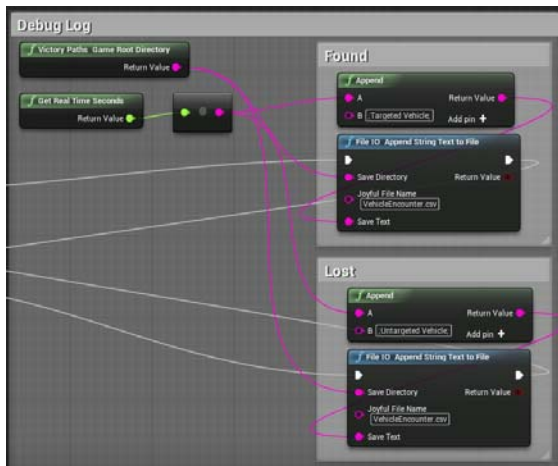 Debug Log
Victory Paths Game Root Directory
Return Value
Get Real Time Seconds
Return Value
Found
Append
A
Return Value
B
,Targeted Vehicle,
Add pin +
File IO Append String Text to File
Save Directory
Return Value
Joyful File Name
VehicleEncounter.csv
Save Text
Lost
Append
A
Return Value
B
,Untargeted Vehicle,
Add pin +
File IO Append String Text to File
Save Directory
Return Value
Joyful File Name
VehicleEncounter.csv
Save Text